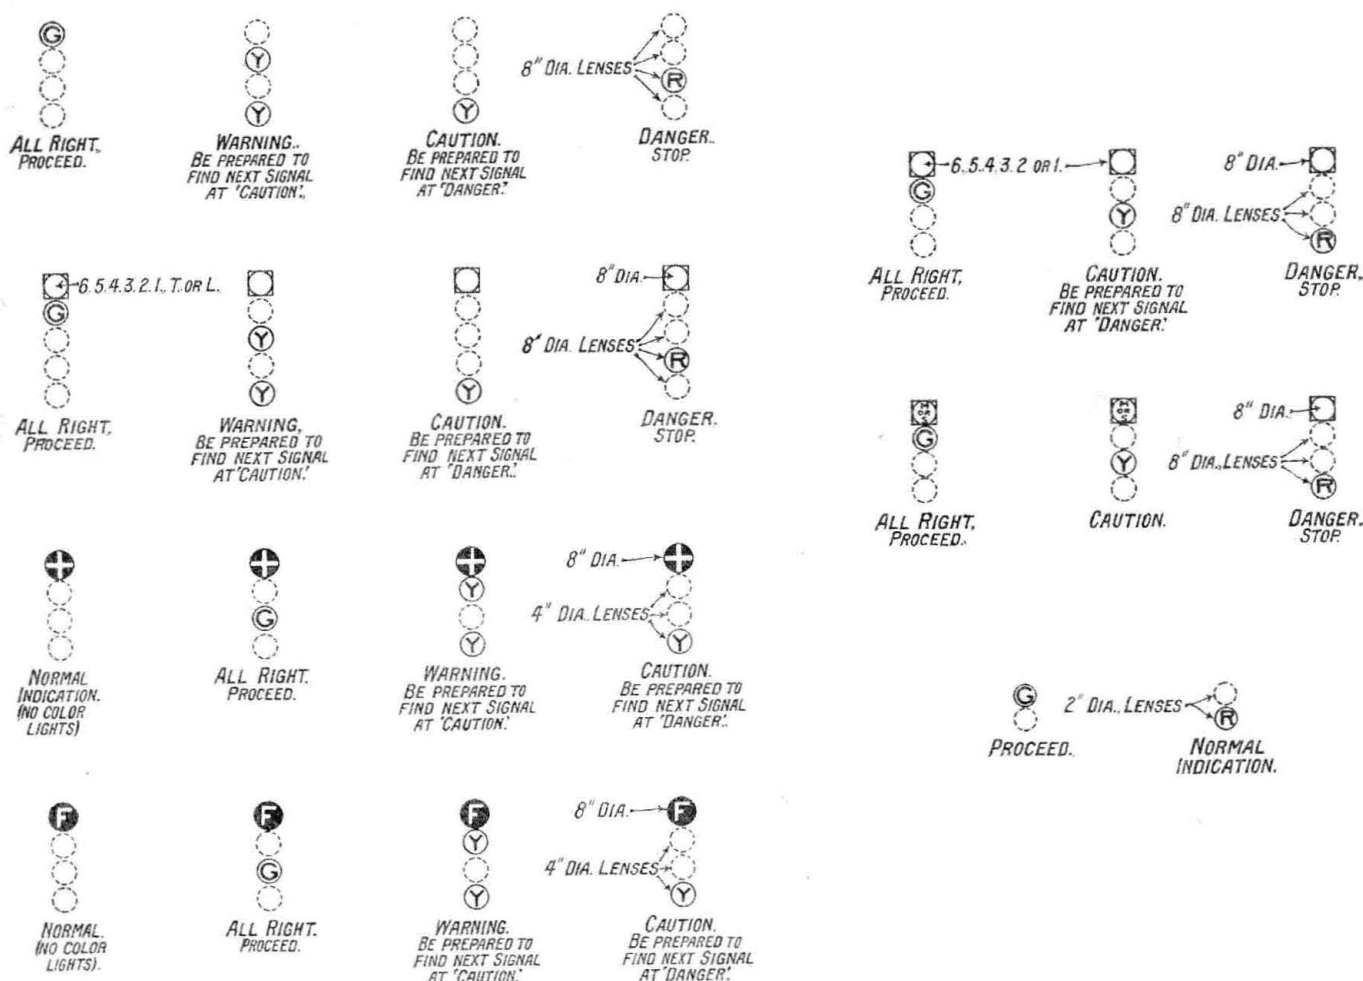 G
ALL RIGHT,
PROCEED.
Y
Y
WARNING.
BE PREPARED TO
FIND NEXT SIGNAL
AT 'CAUTION'.
Y
CAUTION.
BE PREPARED TO
FIND NEXT SIGNAL
AT 'DANGER'.
8" DIA. LENSES
R
DANGER.
STOP.
6.5.4.3.2.1., T. OR L.
G
ALL RIGHT,
PROCEED.
Y
Y
WARNING,
BE PREPARED TO
FIND NEXT SIGNAL
AT 'CAUTION.'
Y
CAUTION.
BE PREPARED TO
FIND NEXT SIGNAL
AT 'DANGER'.
8" DIA.
8" DIA. LENSES
R
DANGER.
STOP.
NORMAL
INDICATION.
(NO COLOR
LIGHTS)
G
ALL RIGHT.
PROCEED.
Y
Y
WARNING.
BE PREPARED TO
FIND NEXT SIGNAL
AT 'CAUTION.'
8" DIA.
4" DIA. LENSES
Y
CAUTION.
BE PREPARED TO
FIND NEXT SIGNAL
AT 'DANGER'.
F
NORMAL.
(NO COLOR
LIGHTS).
F
G
ALL RIGHT.
PROCEED.
F
Y
Y
WARNING.
BE PREPARED TO
FIND NEXT SIGNAL
AT 'CAUTION.'
8" DIA.
F
4" DIA. LENSES
Y
CAUTION.
BE PREPARED TO
FIND NEXT SIGNAL
AT 'DANGER'.
6.5.4.3.2 OR 1.
G
ALL RIGHT,
PROCEED.
Y
CAUTION.
BE PREPARED TO
FIND NEXT SIGNAL
AT 'DANGER.'
8" DIA.
8" DIA. LENSES
R
DANGER.
STOP.
G
ALL RIGHT,
PROCEED.
Y
CAUTION.
8" DIA.
8" DIA. LENSES
R
DANGER.
STOP.
G
PROCEED.
2" DIA. LENSES
R
NORMAL
INDICATION.